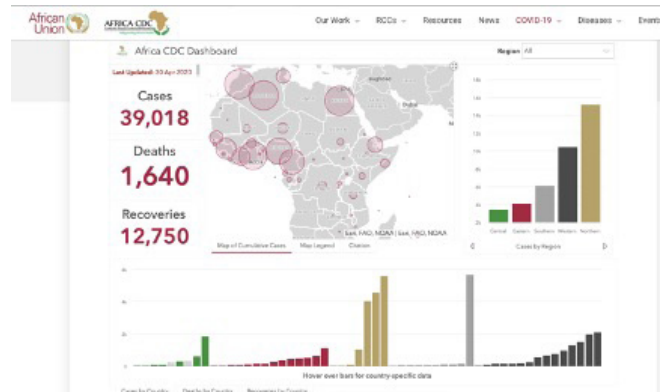 African Union
AFRICA CDC
Our Work
RCCs
Resources
News
COVID-19
Diseases
Events
Africa CDC Dashboard
Region All
Last Updated: 30 Apr 2020
Cases
39,018
Deaths
1,640
Recoveries
12,750
Esri, FAO, NOAA | Esri, FAO, NOAA
Map of Cumulative Cases
Map Legend
Citation
Central
Eastern
Southern
Western
Northern
Cases by Region
Hover over bars for country-specific data
Cases by Country
Deaths by Country
Recoveries by Country